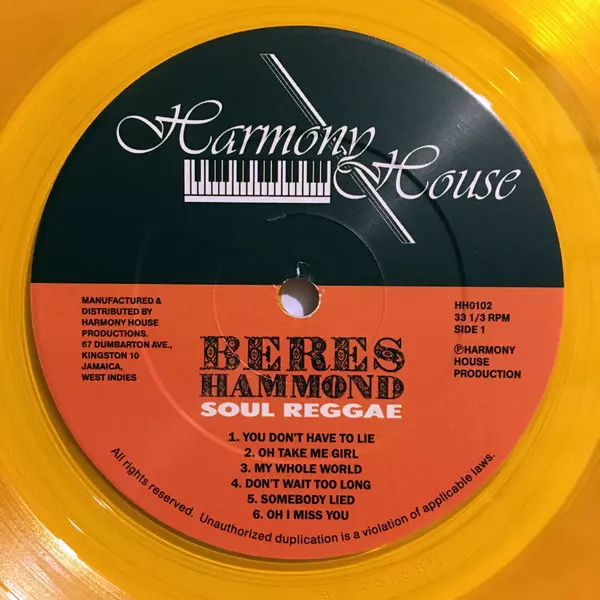 Harmony
House
MANUFACTURED &
DISTRIBUTED BY
HARMONY HOUSE
PRODUCTIONS.
67 DUMBARTON AVE.,
KINGSTON 10
JAMAICA,
WEST INDIES
HH0102
33 1/3 RPM
SIDE 1
ⓅHARMONY
HOUSE
PRODUCTION
BERES
HAMMOND
SOUL REGGAE
1. YOU DON'T HAVE TO LIE
2. OH TAKE ME GIRL
3. MY WHOLE WORLD
4. DON'T WAIT TOO LONG
5. SOMEBODY LIED
6. OH I MISS YOU
All rights reserved. Unauthorized duplication is a violation of applicable laws.